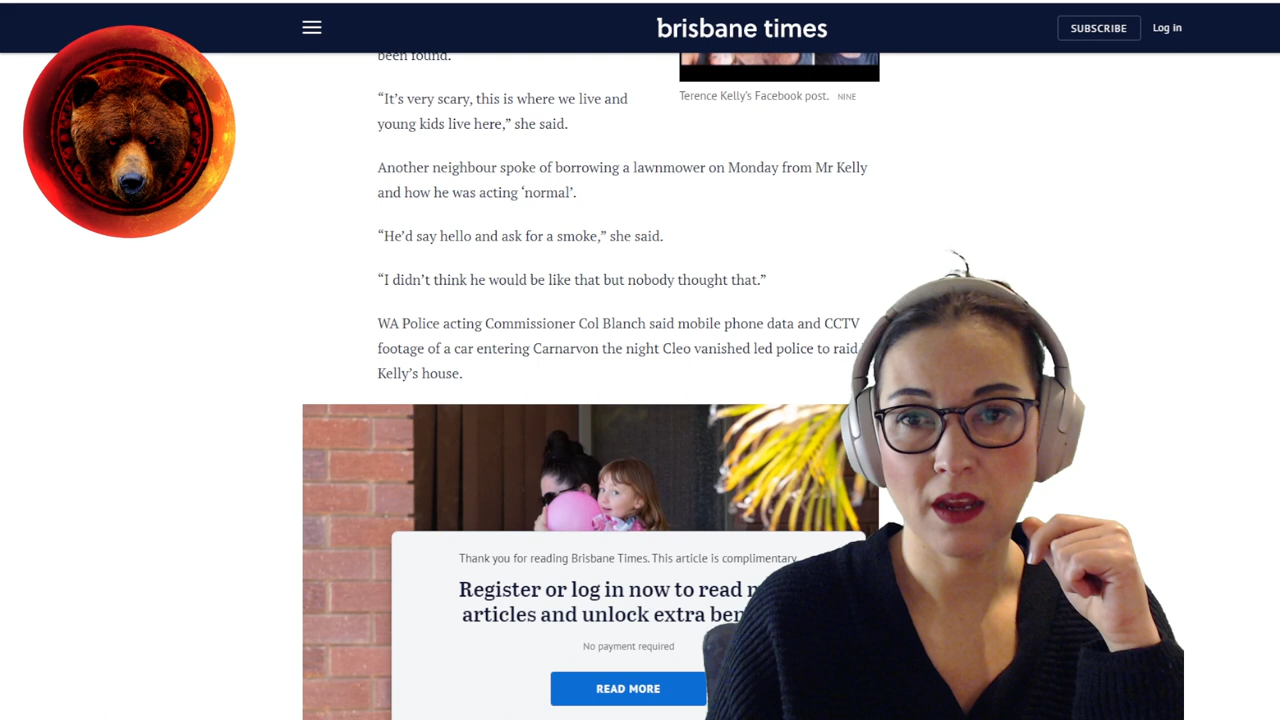 brisbane times
SUBSCRIBE
Log in
been found.
Terence Kelly's Facebook post. NINE
“It’s very scary, this is where we live and
young kids live here,” she said.
Another neighbour spoke of borrowing a lawnmower on Monday from Mr Kelly
and how he was acting ‘normal’.
“He’d say hello and ask for a smoke,” she said.
“I didn’t think he would be like that but nobody thought that.”
WA Police acting Commissioner Col Blanch said mobile phone data and CCTV
footage of a car entering Carnarvon the night Cleo vanished led police to raid
Kelly’s house.
Thank you for reading Brisbane Times. This article is complimentary.
Register or log in now to read
articles and unlock extra
No payment required
READ MORE